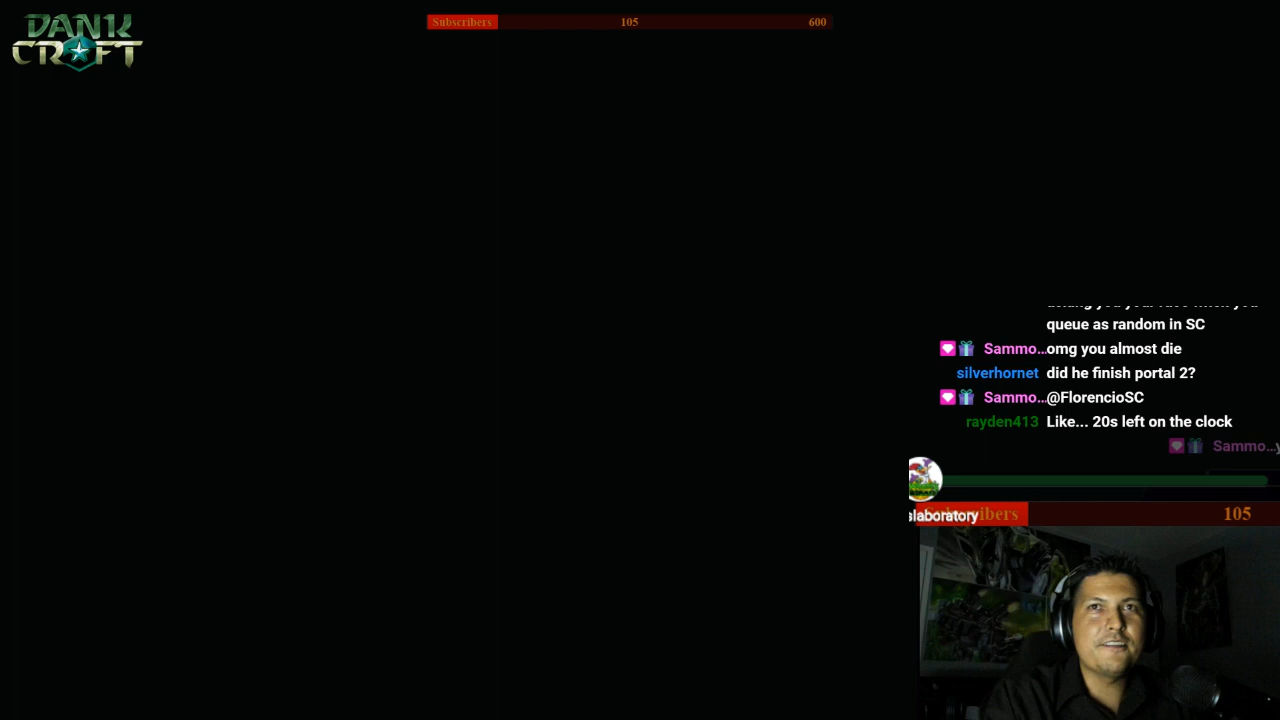 DANK
CRAFT
Subscribers 105 600
queue as random in SC
Sammo… omg you almost die
silverhornet did he finish portal 2?
Sammo… @FlorencioSC
rayden413 Like... 20s left on the clock
Sammo…
slaboratory
105